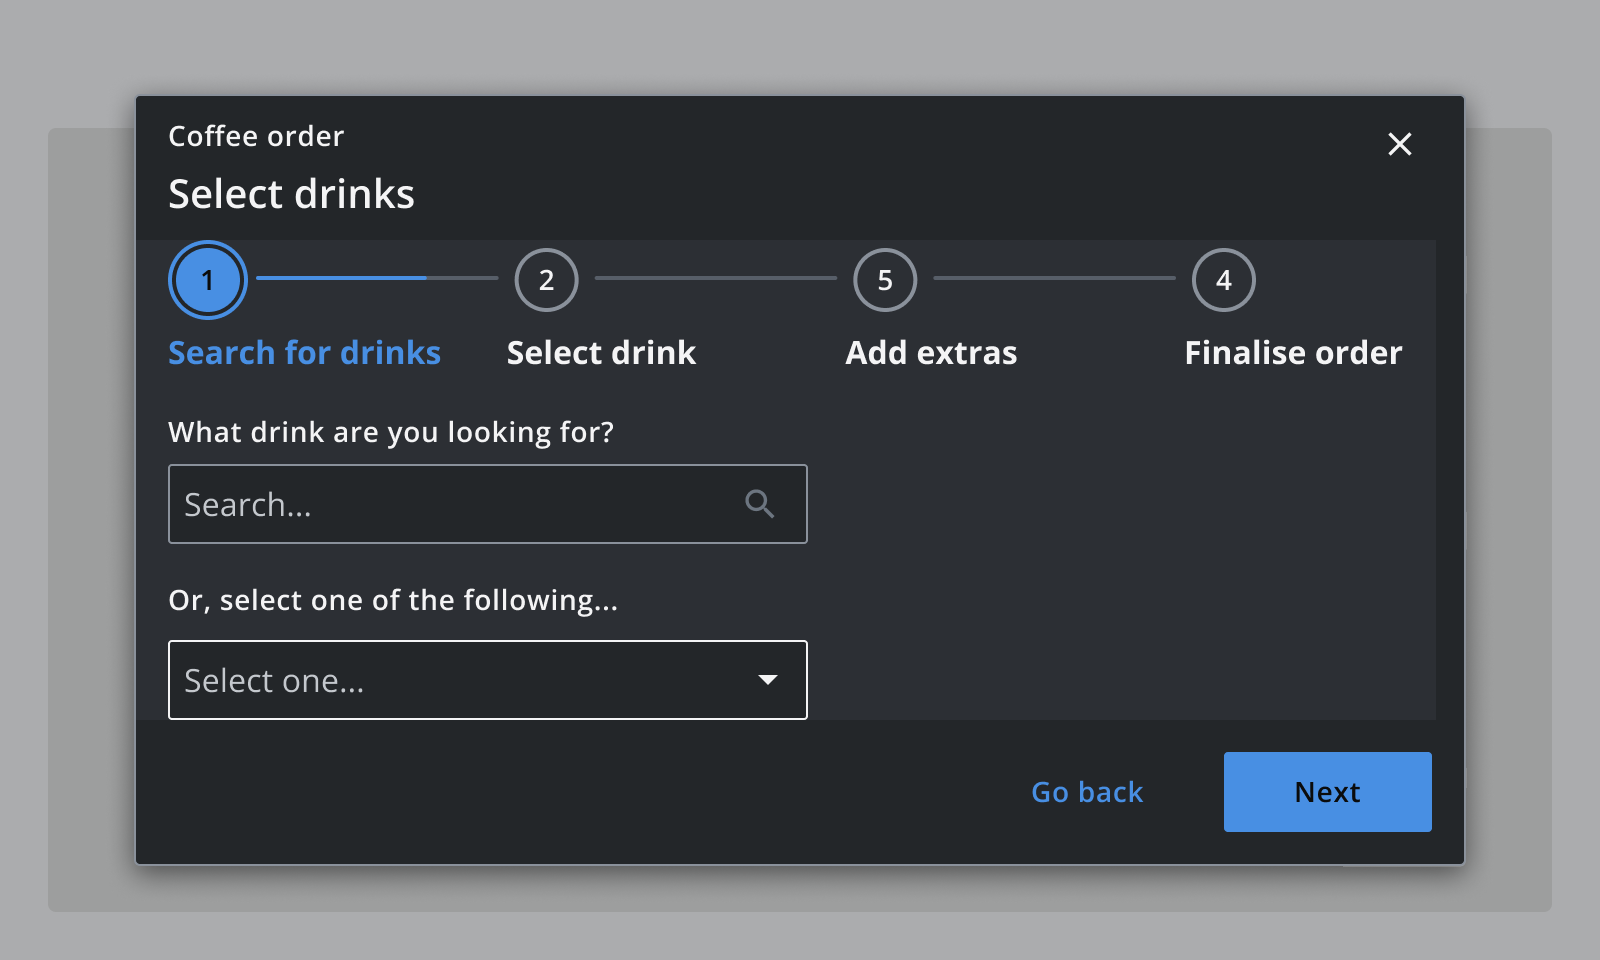 Coffee order
Select drinks
1 2 5 4
Search for drinks Select drink Add extras Finalise order
What drink are you looking for?
Search...
Or, select one of the following...
Select one...
Go back Next